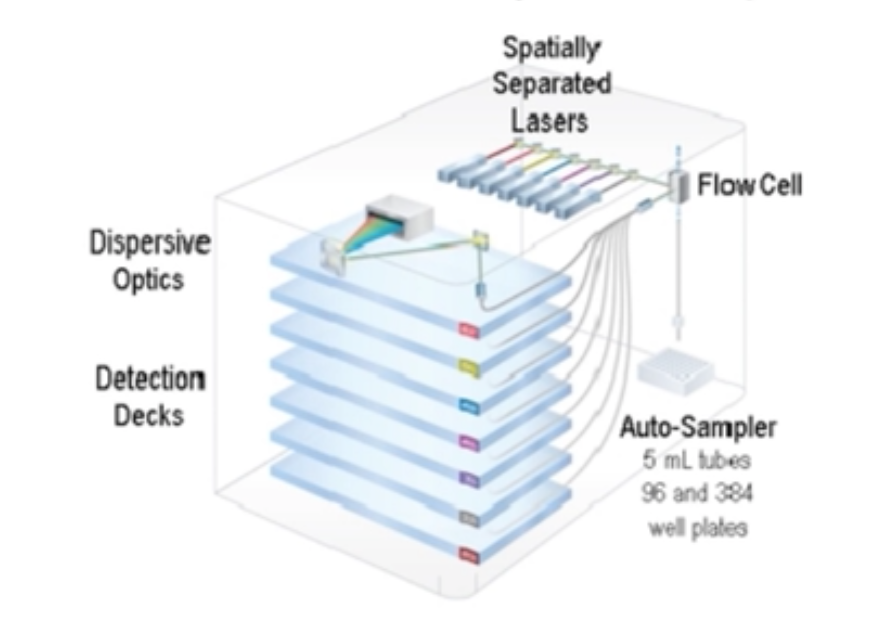 Spatially
Separated
Lasers
Flow Cell
Dispersive
Optics
Detection
Decks
Auto-Sampler
5 mL tubes
96 and 384
well plates